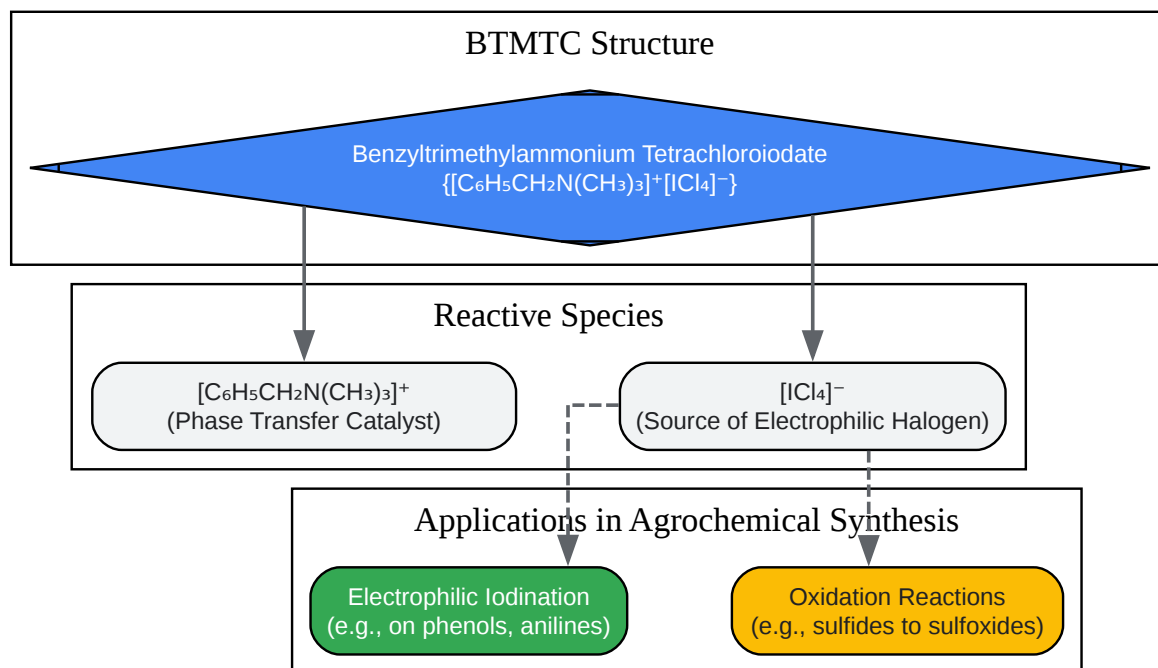 BTMTC Structure
Benzyltrimethylammonium Tetrachloroiodate
{[C₆H₅CH₂N(CH₃)₃]⁺[ICl₄]⁻}
Reactive Species
[C₆H₅CH₂N(CH₃)₃]⁺
(Phase Transfer Catalyst)
[ICl₄]⁻
(Source of Electrophilic Halogen)
Applications in Agrochemical Synthesis
Electrophilic Iodination
(e.g., on phenols, anilines)
Oxidation Reactions
(e.g., sulfides to sulfoxides)